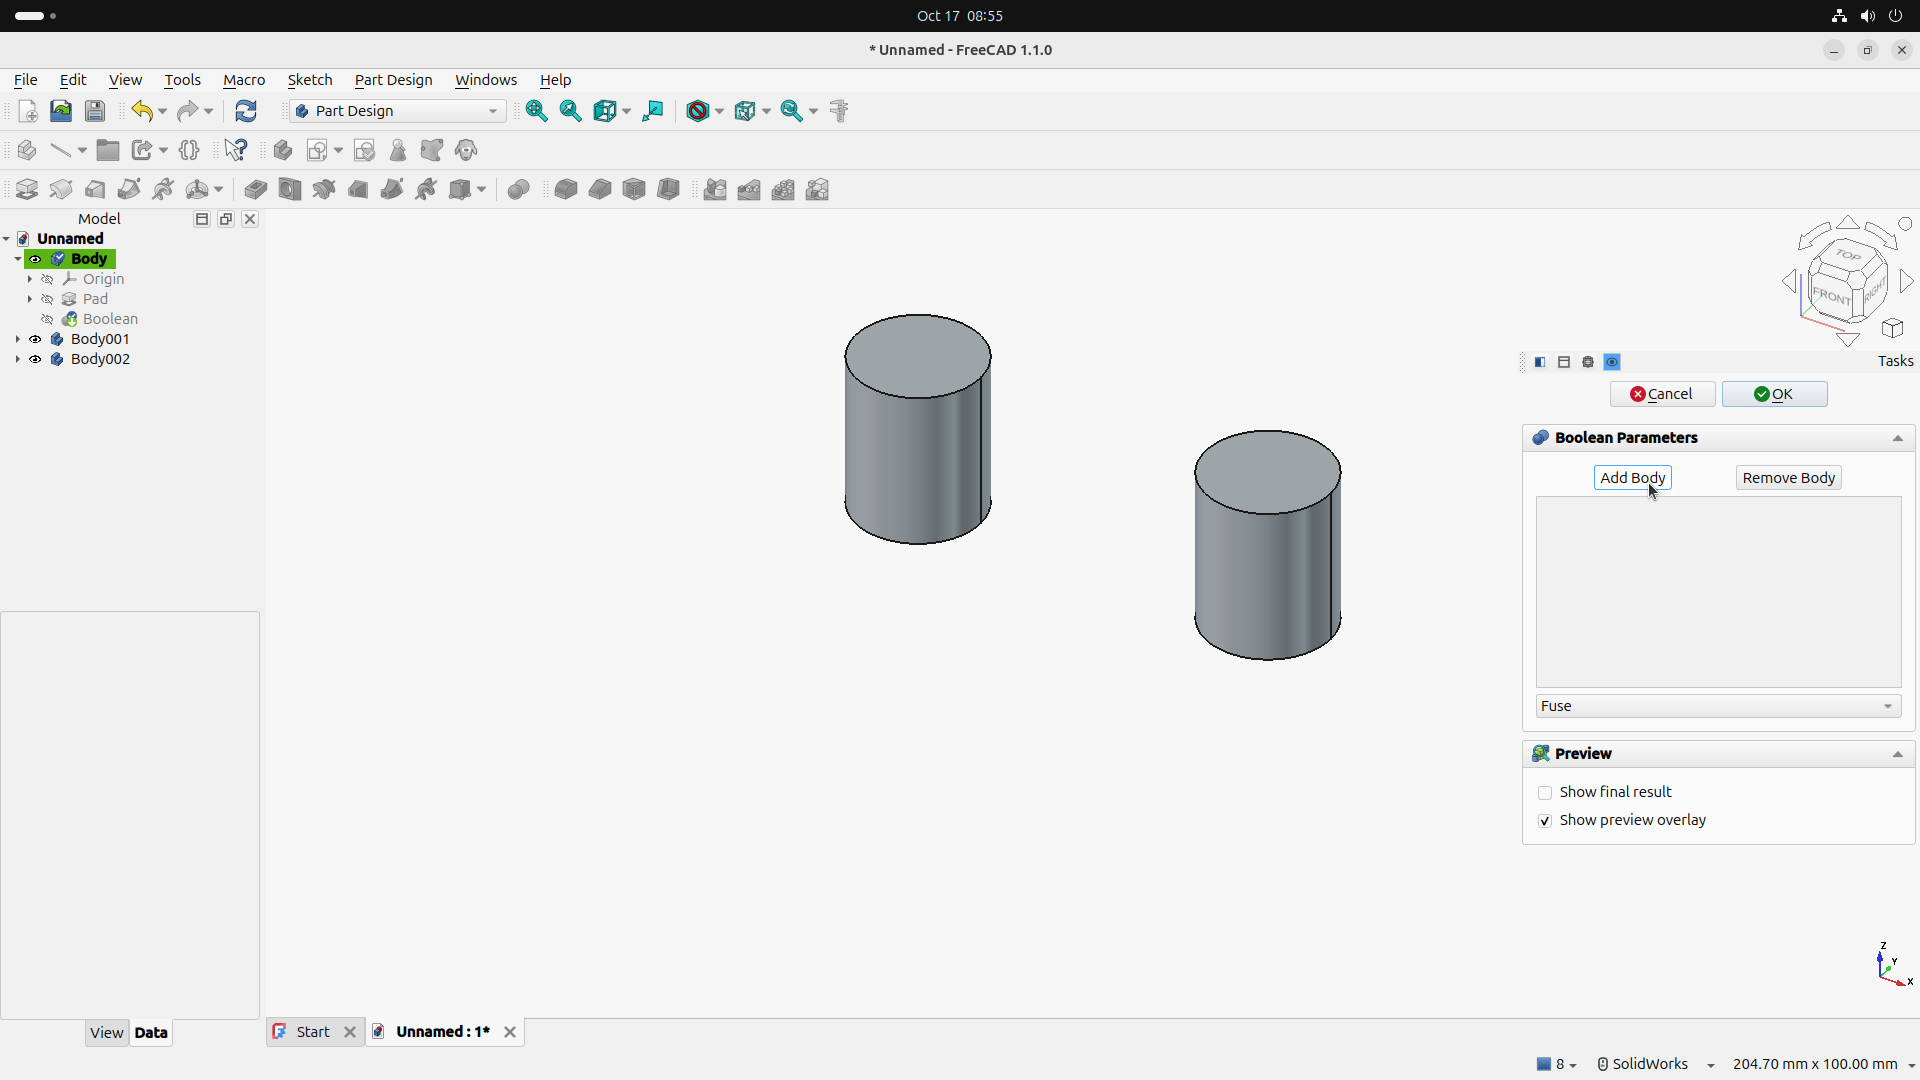 Oct 17 08:55
* Unnamed - FreeCAD 1.1.0
File Edit View Tools Macro Sketch Part Design Windows Help
Part Design
Model
Unnamed
Body
Origin
Pad
Boolean
Body001
Body002
TOP
FRONT
RIGHT
Tasks
Cancel
OK
Boolean Parameters
Add Body
Remove Body
Fuse
Preview
Show final result
Show preview overlay
Z
Y
X
View
Data
Start
Unnamed : 1*
8
SolidWorks
204.70 mm x 100.00 mm